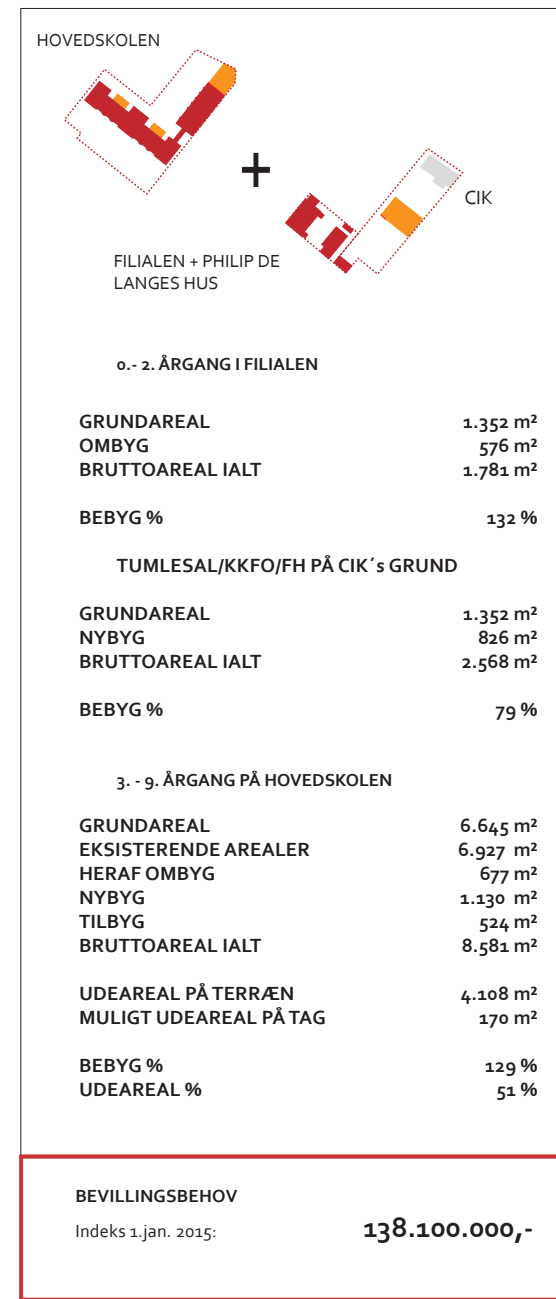 HOVEDSKOLEN
+
CIK
FILIALEN + PHILIP DE
LANGES HUS
0.- 2. ÅRGANG I FILIALEN
GRUNDAREAL 1.352 m²
OMBYG 576 m²
BRUTTOAREAL IALT 1.781 m²
BEBYG % 132 %
TUMLESAL/KKFO/FH PÅ CIK´s GRUND
GRUNDAREAL 1.352 m²
NYBYG 826 m²
BRUTTOAREAL IALT 2.568 m²
BEBYG % 79 %
3. - 9. ÅRGANG PÅ HOVEDSKOLEN
GRUNDAREAL 6.645 m²
EKSISTERENDE AREALER 6.927 m²
HERAF OMBYG 677 m²
NYBYG 1.130 m²
TILBYG 524 m²
BRUTTOAREAL IALT 8.581 m²
UDEAREAL PÅ TERRÆN 4.108 m²
MULIGT UDEAREAL PÅ TAG 170 m²
BEBYG % 129 %
UDEAREAL % 51 %
BEVILLINGSBEHOV
Indeks 1.jan. 2015: 138.100.000,-